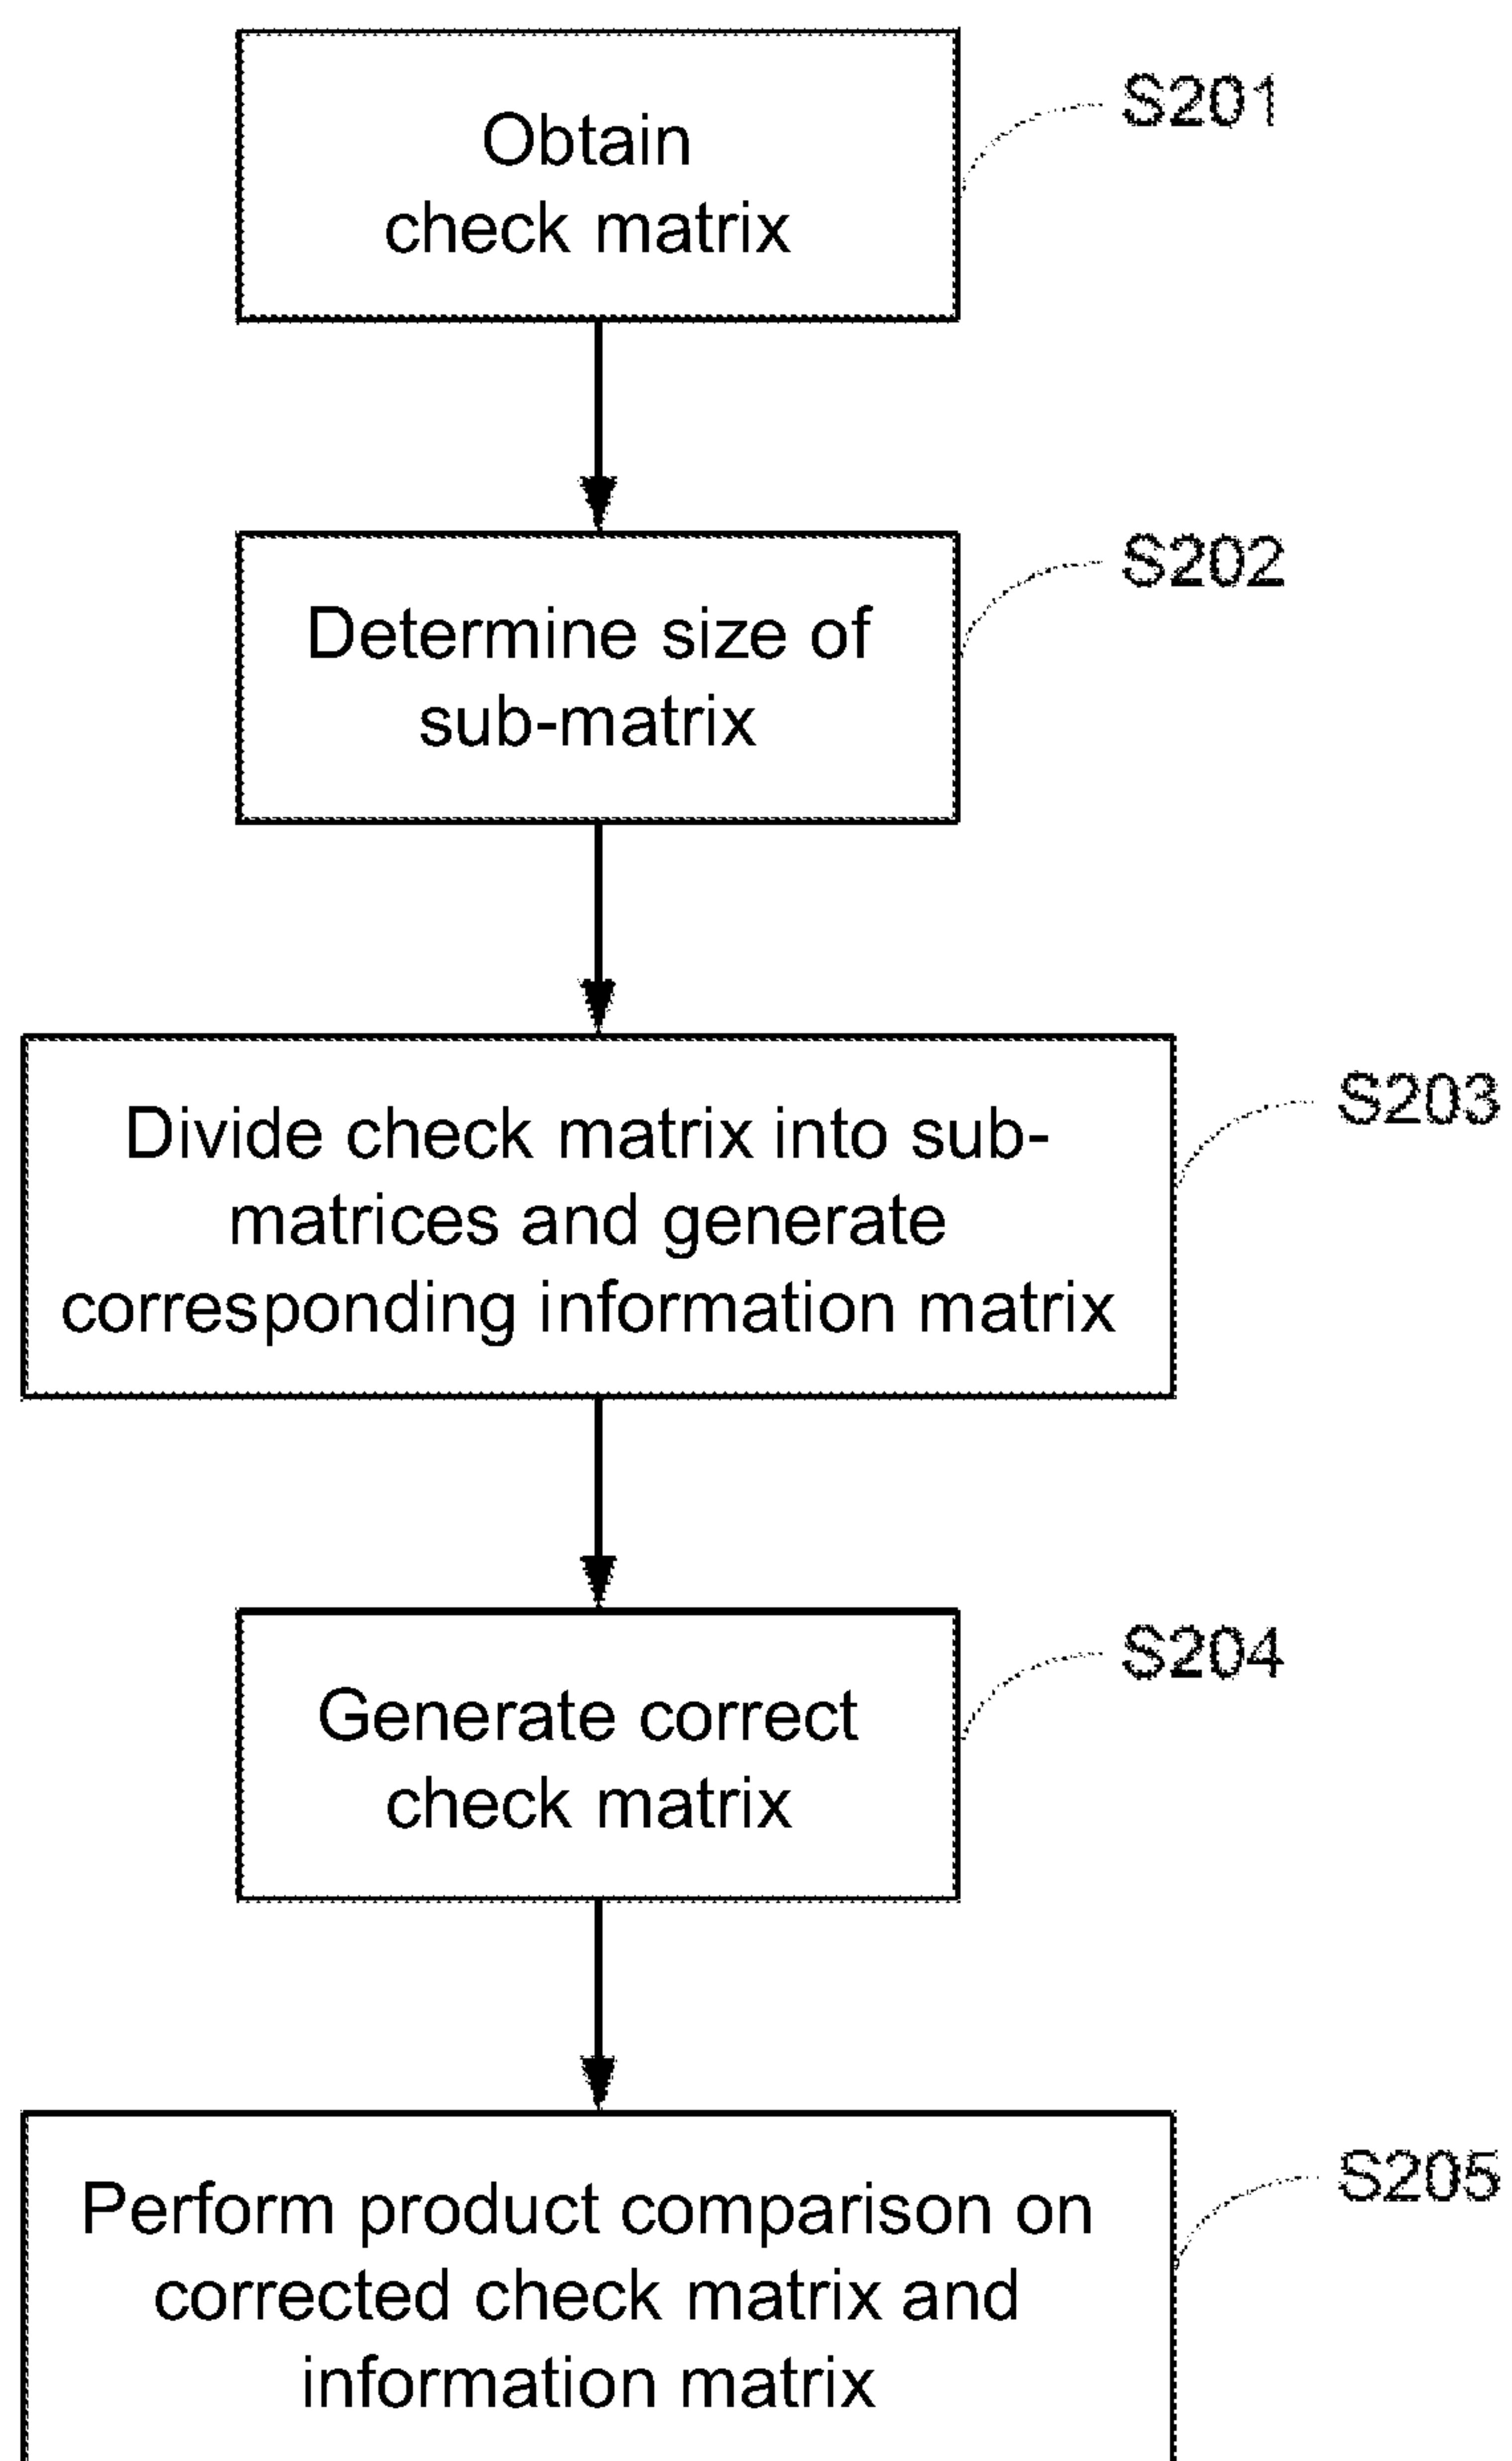 Obtain
check matrix
S201
Determine size of
sub-matrix
S202
Divide check matrix into sub-
matrices and generate
corresponding information matrix
S203
Generate correct
check matrix
S204
Perform product comparison on
corrected check matrix and
information matrix
S205